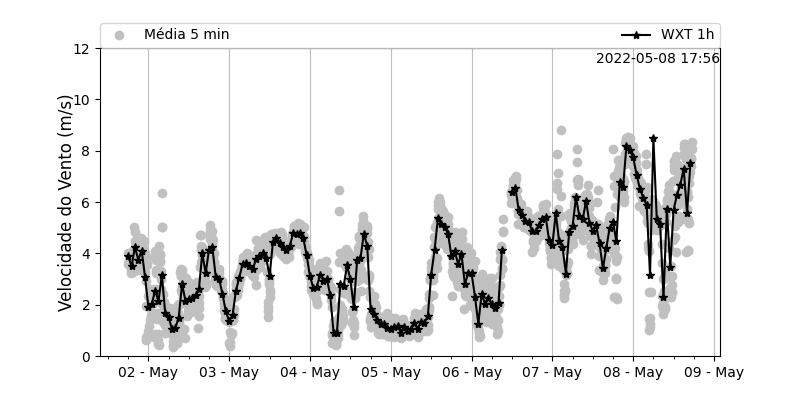 Média 5 min
WXT 1h
2022-05-08 17:56
Velocidade do Vento (m/s)
12
10
8
6
4
2
0
02 - May 03 - May 04 - May 05 - May 06 - May 07 - May 08 - May 09 - May